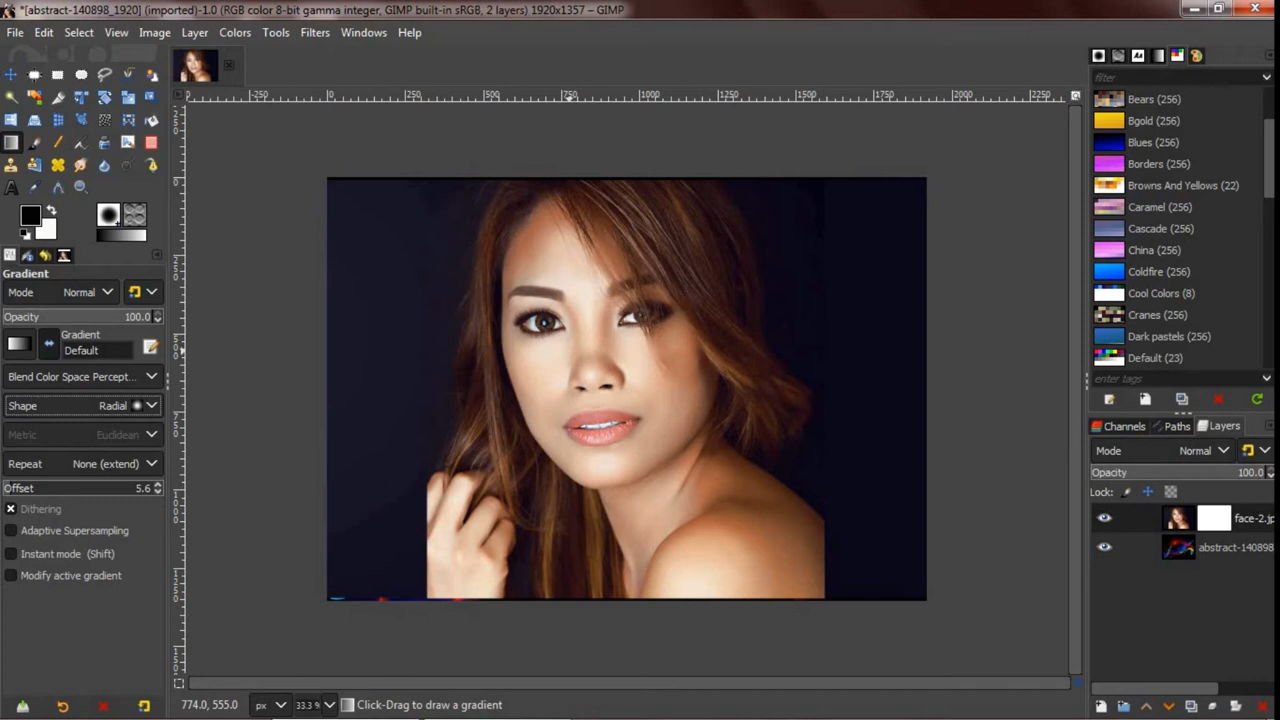 *[abstract-140898_1920] (imported)-1.0 (RGB color 8-bit gamma integer, GIMP built-in sRGB, 2 layers) 1920x1357 – GIMP
File Edit Select View Image Layer Colors Tools Filters Windows Help
0 -250 0 250 500 750 1000 1250 1500 1750 2000 2250
Gradient
Mode Normal
Opacity 100.0
Gradient
Default
Blend Color Space Percept...
Shape Radial
Metric Euclidean
Repeat None (extend)
Offset 5.6
Dithering
Adaptive Supersampling
Instant mode (Shift)
Modify active gradient
filter
Bears (256)
Bgold (256)
Blues (256)
Borders (256)
Browns And Yellows (22)
Caramel (256)
Cascade (256)
China (256)
Coldfire (256)
Cool Colors (8)
Cranes (256)
Dark pastels (256)
Default (23)
enter tags
Channels Paths Layers
Mode Normal
Opacity 100.0
Lock:
face-2.jp
abstract-140898
774.0, 555.0 px 33.3 % Click-Drag to draw a gradient